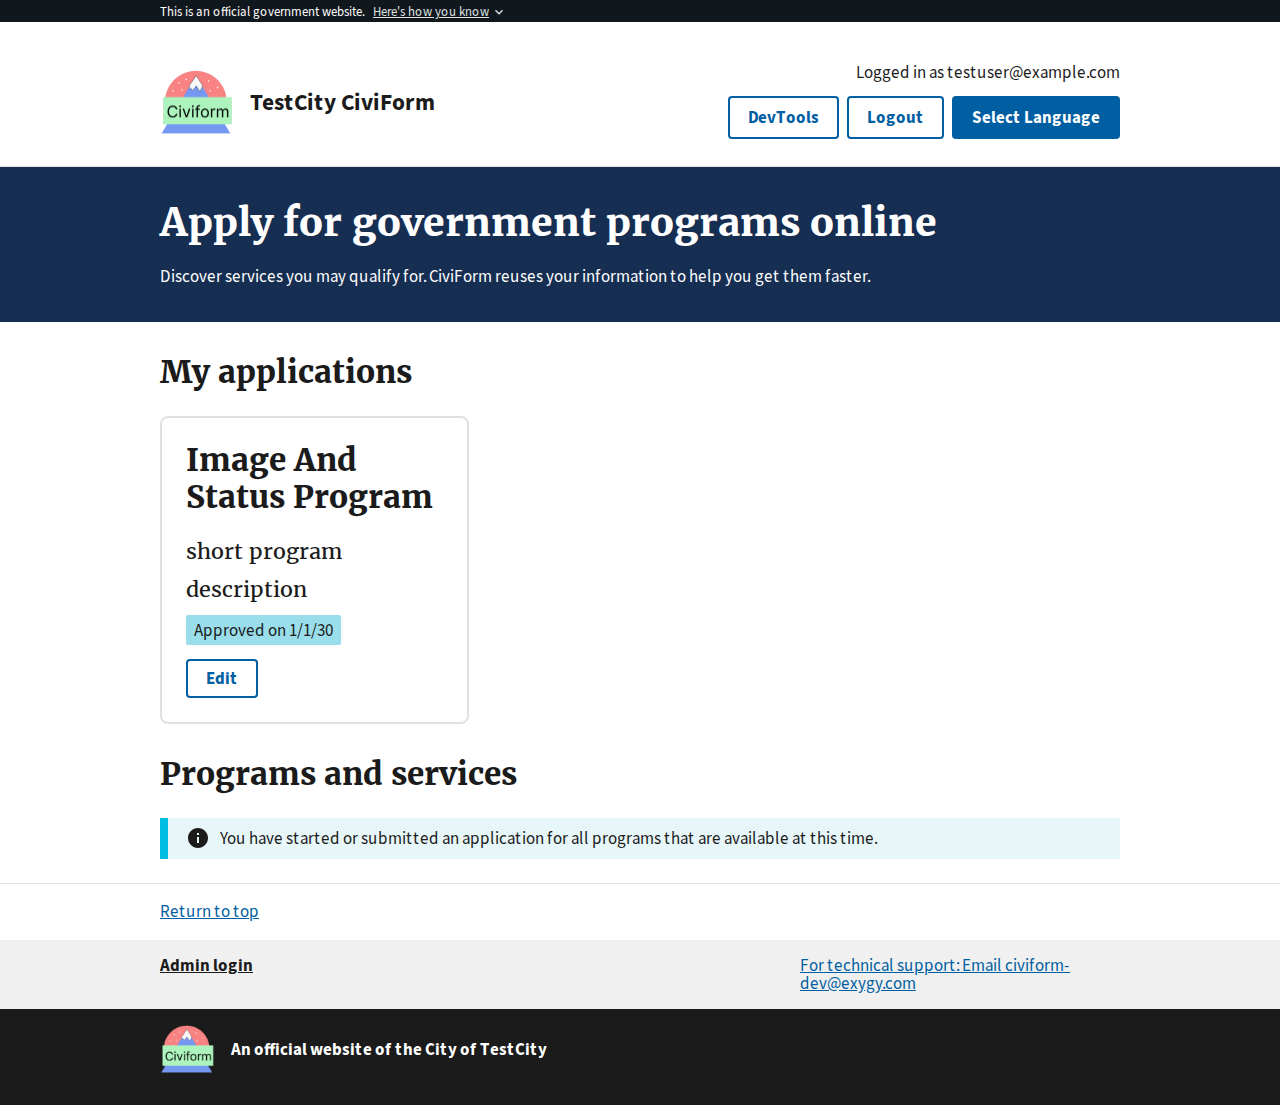 This is an official government website. Here's how you know
Logged in as testuser@example.com
Civiform
TestCity CiviForm
DevTools
Logout
Select Language
Apply for government programs online
Discover services you may qualify for. CiviForm reuses your information to help you get them faster.
My applications
Image And
Status Program
short program
description
Approved on 1/1/30
Edit
Programs and services
You have started or submitted an application for all programs that are available at this time.
Return to top
Admin login
For technical support: Email civiform-
dev@exygy.com
Civiform
An official website of the City of TestCity